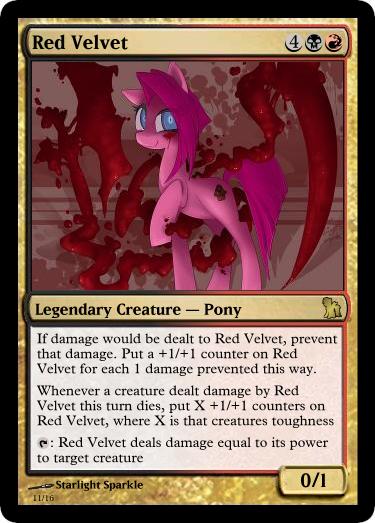 Red Velvet 4
Legendary Creature — Pony
If damage would be dealt to Red Velvet, prevent
that damage. Put a +1/+1 counter on Red
Velvet for each 1 damage prevented this way.
Whenever a creature dealt damage by Red
Velvet this turn dies, put X +1/+1 counters on
Red Velvet, where X is that creatures toughness
: Red Velvet deals damage equal to its power
to target creature
0/1
Starlight Sparkle
11/16